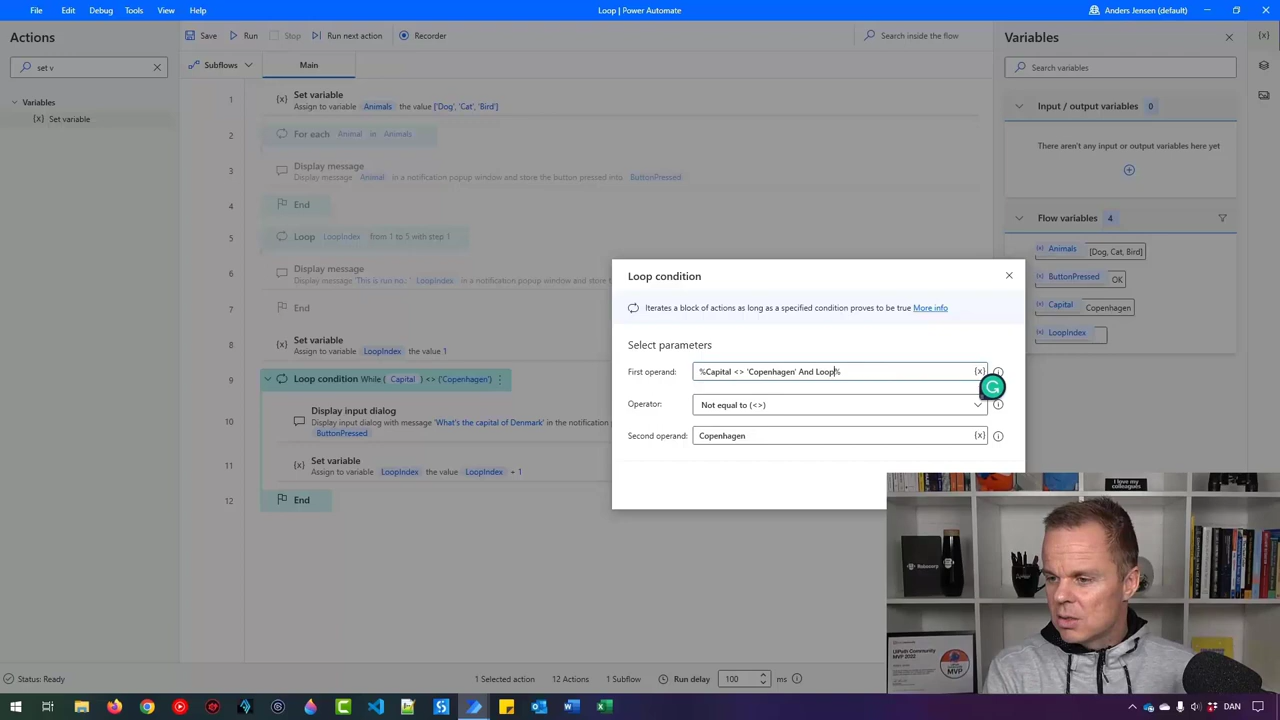 File Edit Debug Tools View Help
Loop | Power Automate
Anders Jensen (default)
Actions
set v
Variables
{x} Set variable
Save Run Stop Run next action Recorder
Search inside the flow
Subflows Main
1 {x} Set variable
Assign to variable Animals the value ['Dog', 'Cat', 'Bird']
2 For each Animal in Animals
3 Display message
Display message Animal in a notification popup window and store the button pressed into ButtonPressed
4 End
5 Loop LoopIndex from 1 to 5 with step 1
6 Display message
Display message 'This is run no.: ' LoopIndex in a notification popup window and store
7 End
8 Set variable
Assign to variable LoopIndex the value 1
9 Loop condition While ( Capital ) <> ('Copenhagen')
10 Display input dialog
Display input dialog with message 'What's the capital of Denmark' in the notification
ButtonPressed
11 {x} Set variable
Assign to variable LoopIndex the value LoopIndex + 1
12 End
Loop condition
Iterates a block of actions as long as a specified condition proves to be true More info
Select parameters
First operand: %Capital <> 'Copenhagen' And Loop% {x}
Operator: Not equal to (<>)
Second operand: Copenhagen {x}
Variables
{x}
Search variables
Input / output variables 0
There aren't any input or output variables here yet
Flow variables 4
Animals [Dog, Cat, Bird]
ButtonPressed OK
Capital Copenhagen
LoopIndex
I love my
colleagues
Robocorp
UiPath Community
MVP 2022
Status: Ready 1 Selected action 12 Actions 1 Subflow Run delay 100 ms
DAN